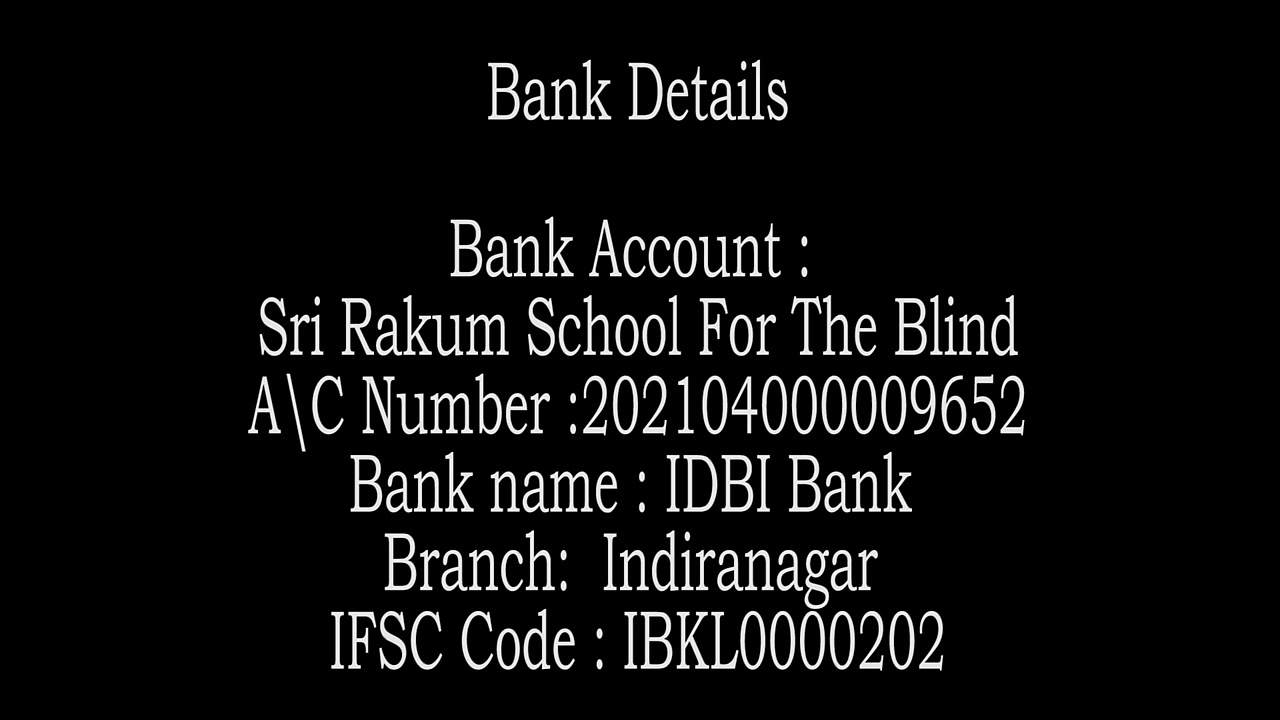 Bank Details
Bank Account :
Sri Rakum School For The Blind
A\C Number :202104000009652
Bank name : IDBI Bank
Branch:  Indiranagar
IFSC Code : IBKL0000202